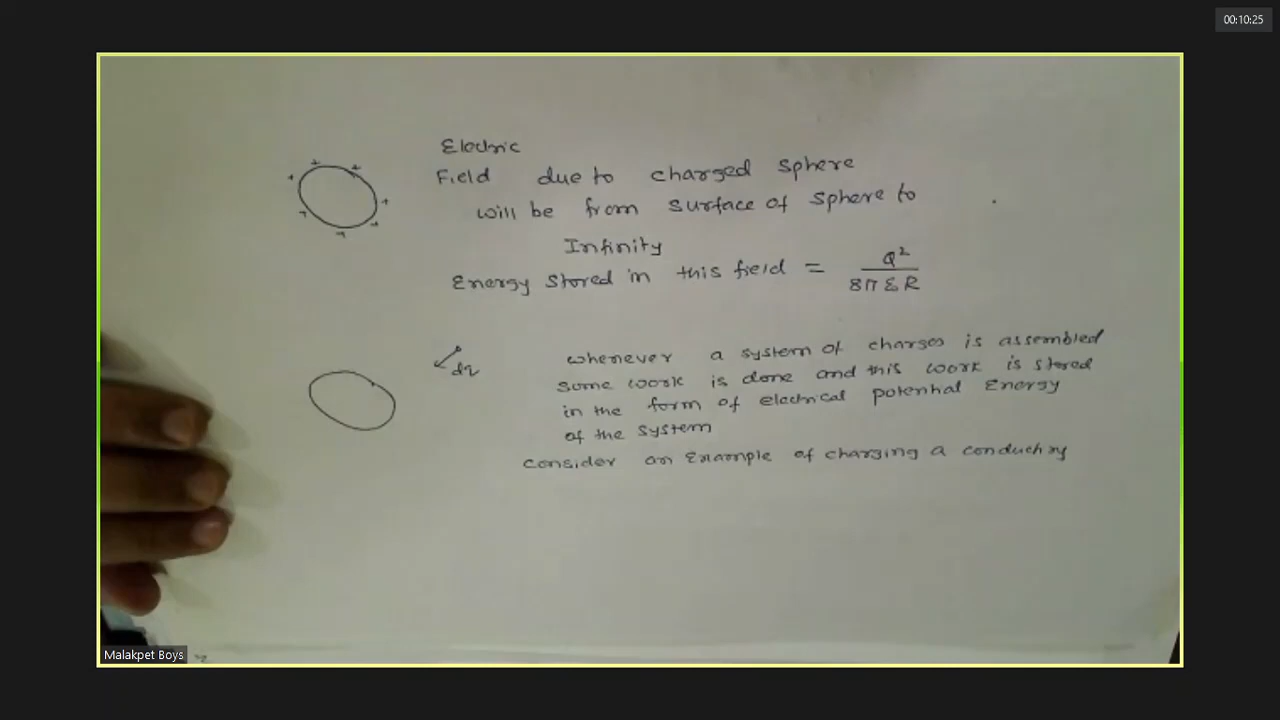 00:10:25
Electric
Field due to charged sphere
will be from surface of sphere to
Infinity
Energy stored in this field = Q²/8πεR
dq
whenever a system of charges is assembled
some work is done and this work is stored
in the form of electrical potential Energy
of the system
consider an Example of charging a conducting
Malakpet Boys